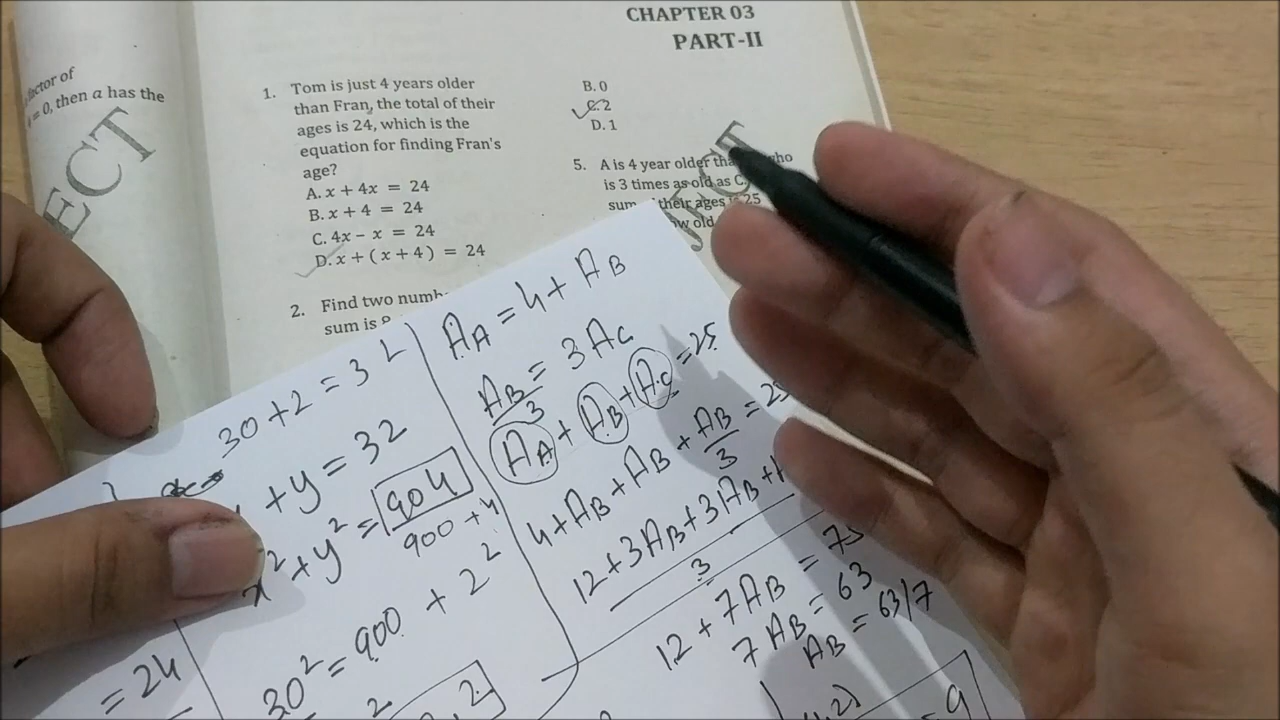 CHAPTER 03
PART-II
factor of
= 0, then a has the
ECT
1. Tom is just 4 years older
than Fran, the total of their
ages is 24, which is the
equation for finding Fran's
age?
A. x + 4x = 24
B. x + 4 = 24
C. 4x – x = 24
D. x + ( x + 4 ) = 24
2. Find two numb
sum is
B. 0
C. 2
D. 1
5. A is 4 year older who
is 3 times as old as C,
sum their ages is 25
old
30 + 2 = 32
+ y = 32
x² + y² = 904
900 + 4
30² = 900 + 2²
= 24
A_A = 4 + A_B
A_B = 3 A_C
3
A_A + A_B + A_C = 25
4 + A_B + A_B + A_B/3 = 25
12 + 3A_B + 3A_B +
3
12 + 7A_B = 75
7A_B = 63
A_B = 63/7
= 9